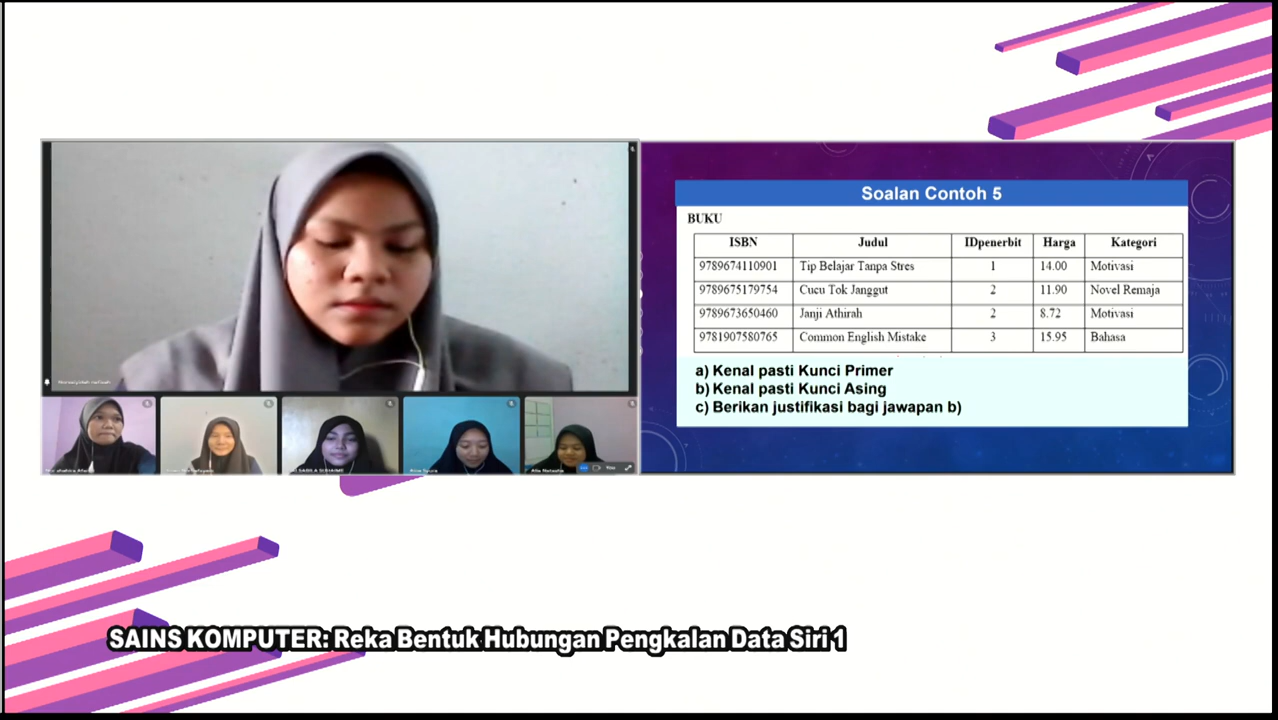 Soalan Contoh 5
BUKU
ISBN Judul IDpenerbit Harga Kategori
9789674110901 Tip Belajar Tanpa Stres 1 14.00 Motivasi
9789675179754 Cucu Tok Janggut 2 11.90 Novel Remaja
9789673650460 Janji Athirah 2 8.72 Motivasi
9781907580765 Common English Mistake 3 15.95 Bahasa
a) Kenal pasti Kunci Primer
b) Kenal pasti Kunci Asing
c) Berikan justifikasi bagi jawapan b)
You
SAINS KOMPUTER: Reka Bentuk Hubungan Pengkalan Data Siri 1